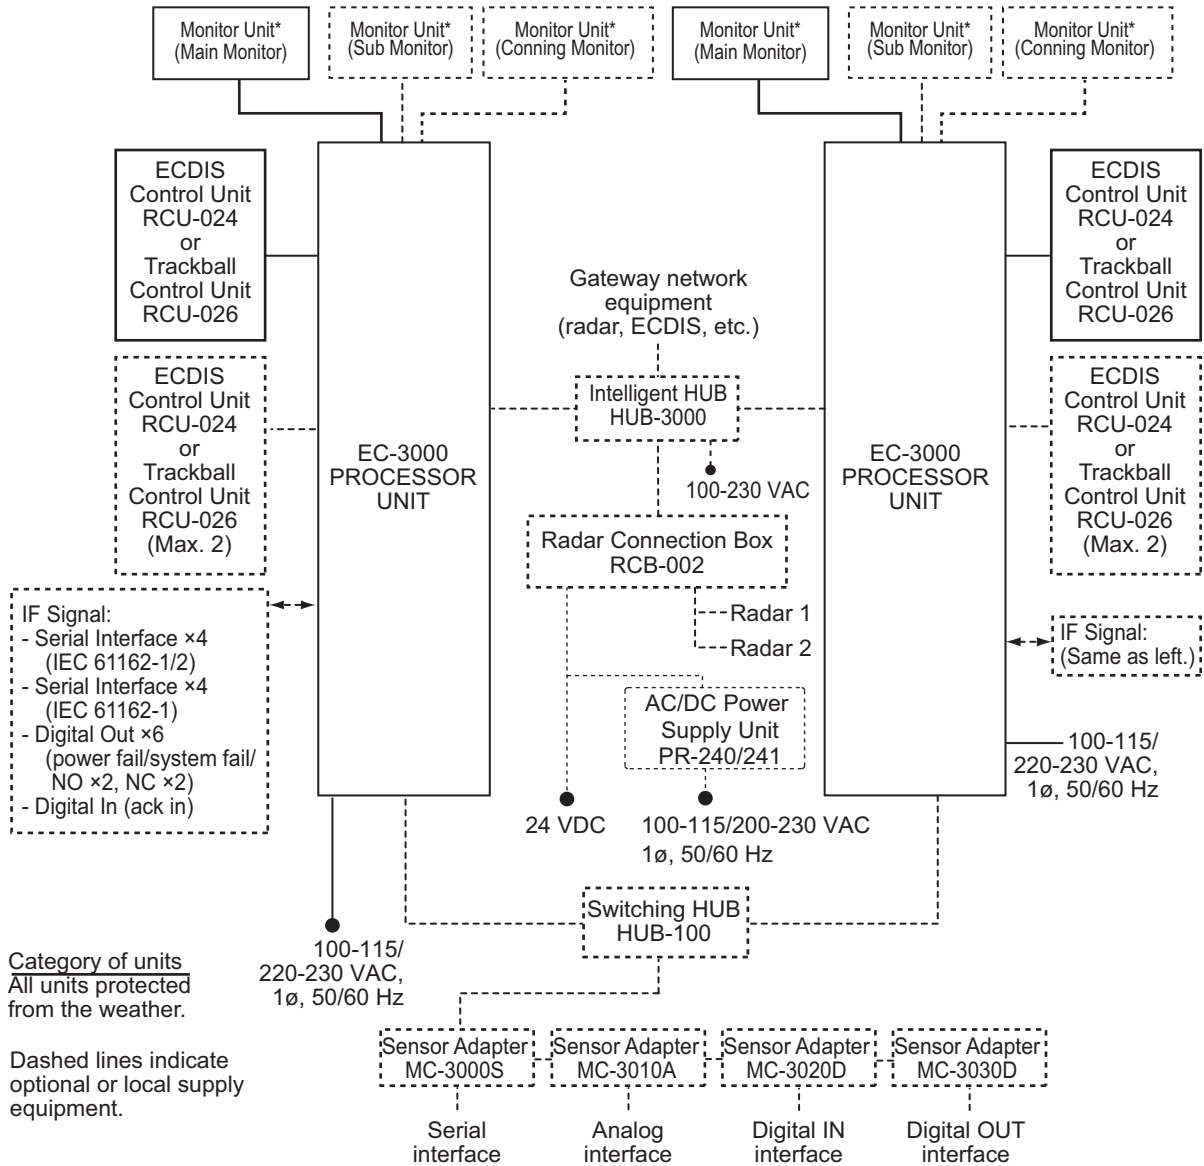 Monitor Unit*
(Main Monitor)
Monitor Unit*
(Sub Monitor)
Monitor Unit*
(Conning Monitor)
Monitor Unit*
(Main Monitor)
Monitor Unit*
(Sub Monitor)
Monitor Unit*
(Conning Monitor)
ECDIS
Control Unit
RCU-024
or
Trackball
Control Unit
RCU-026
ECDIS
Control Unit
RCU-024
or
Trackball
Control Unit
RCU-026
(Max. 2)
IF Signal:
- Serial Interface ×4
(IEC 61162-1/2)
- Serial Interface ×4
(IEC 61162-1)
- Digital Out ×6
(power fail/system fail/
NO ×2, NC ×2)
- Digital In (ack in)
EC-3000
PROCESSOR
UNIT
100-115/
220-230 VAC,
1ø, 50/60 Hz
Gateway network
equipment
(radar, ECDIS, etc.)
Intelligent HUB
HUB-3000
100-230 VAC
Radar Connection Box
RCB-002
Radar 1
Radar 2
AC/DC Power
Supply Unit
PR-240/241
24 VDC
100-115/200-230 VAC
1ø, 50/60 Hz
EC-3000
PROCESSOR
UNIT
ECDIS
Control Unit
RCU-024
or
Trackball
Control Unit
RCU-026
ECDIS
Control Unit
RCU-024
or
Trackball
Control Unit
RCU-026
(Max. 2)
IF Signal:
(Same as left.)
100-115/
220-230 VAC,
1ø, 50/60 Hz
Switching HUB
HUB-100
Sensor Adapter
MC-3000S
Sensor Adapter
MC-3010A
Sensor Adapter
MC-3020D
Sensor Adapter
MC-3030D
Serial
interface
Analog
interface
Digital IN
interface
Digital OUT
interface
Category of units
All units protected
from the weather.
Dashed lines indicate
optional or local supply
equipment.